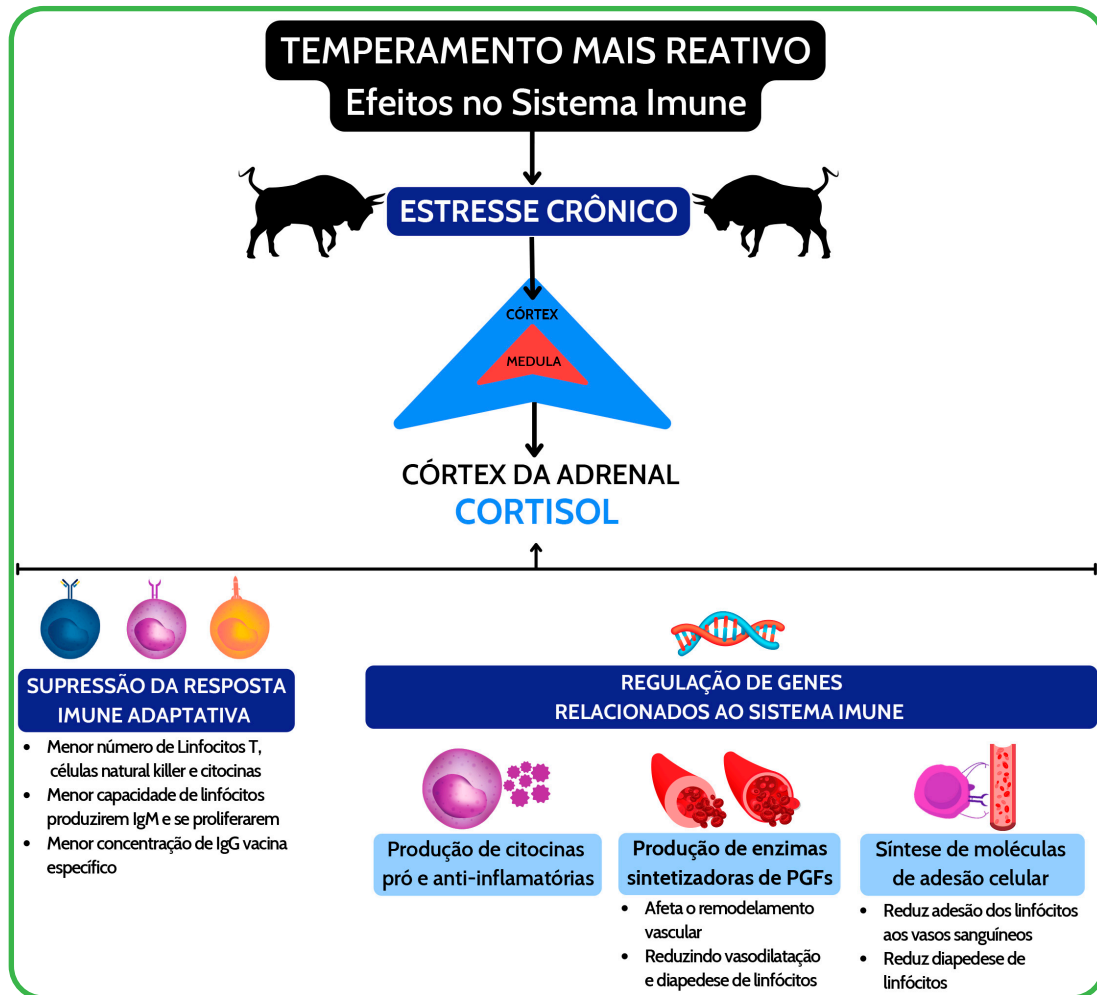 TEMPERAMENTO MAIS REATIVO
Efeitos no Sistema Imune
ESTRESSE CRÔNICO
CÓRTEX
MEDULA
CÓRTEX DA ADRENAL
CORTISOL
SUPRESSÃO DA RESPOSTA
IMUNE ADAPTATIVA
• Menor número de Linfocitos T,
células natural killer e citocinas
• Menor capacidade de linfócitos
produzirem IgM e se proliferarem
• Menor concentração de IgG vacina
específico
REGULAÇÃO DE GENES
RELACIONADOS AO SISTEMA IMUNE
Produção de citocinas
pró e anti-inflamatórias
Produção de enzimas
sintetizadoras de PGFs
• Afeta o remodelamento
vascular
• Reduzindo vasodilatação
e diapedese de linfócitos
Síntese de moléculas
de adesão celular
• Reduz adesão dos linfócitos
aos vasos sanguíneos
• Reduz diapedese de
linfócitos